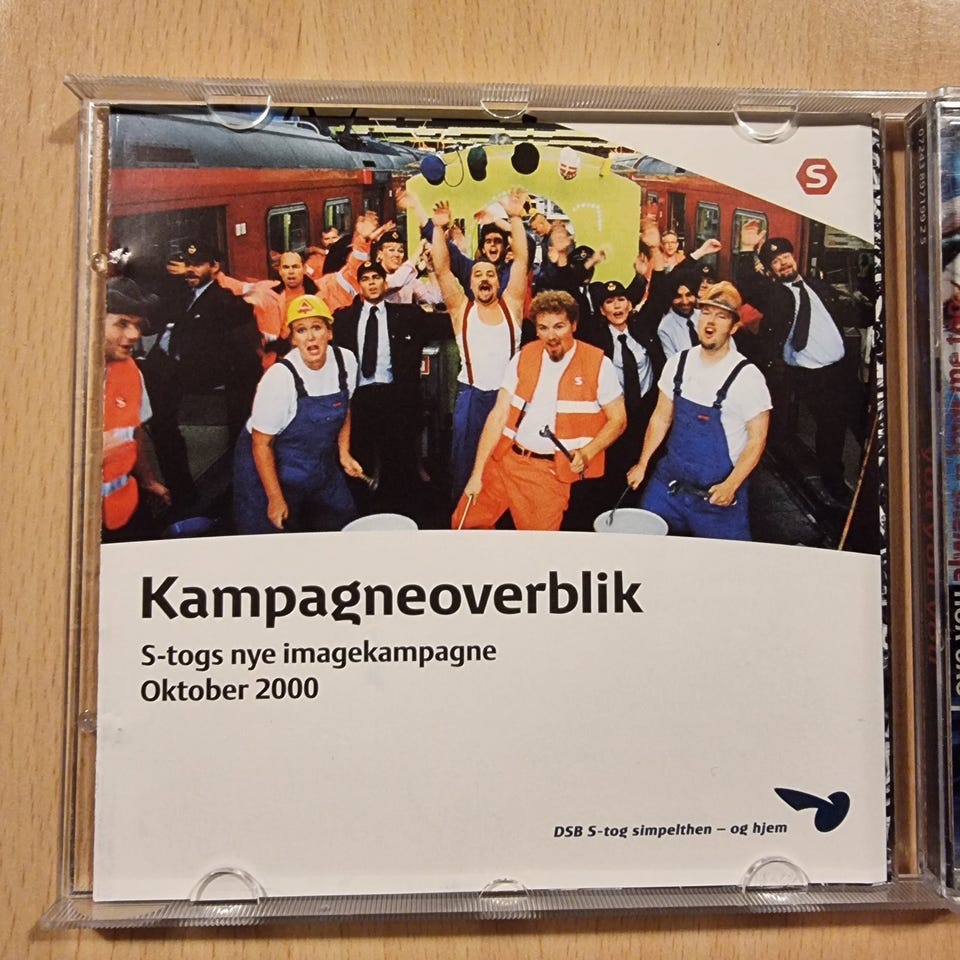 S
Kampagneoverblik
S-togs nye imagekampagne
Oktober 2000
DSB S-tog simpelthen – og hjem